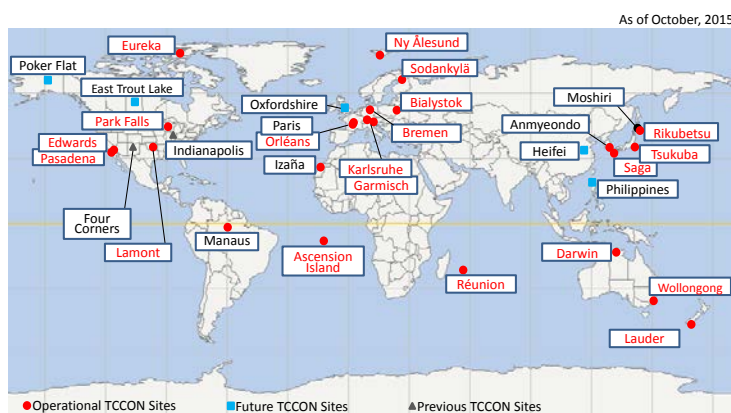 As of October, 2015
Eureka
Ny Ålesund
Poker Flat
Sodankylä
East Trout Lake
Oxfordshire
Bialystok
Moshiri
Park Falls
Paris
Bremen
Anmyeondo
Rikubetsu
Edwards
Orléans
Pasadena
Indianapolis
Izaña
Karlsruhe
Garmisch
Heifei
Tsukuba
Saga
Philippines
Four
Corners
Lamont
Manaus
Ascension
Island
Réunion
Darwin
Wollongong
Lauder
Operational TCCON Sites
Future TCCON Sites
Previous TCCON Sites